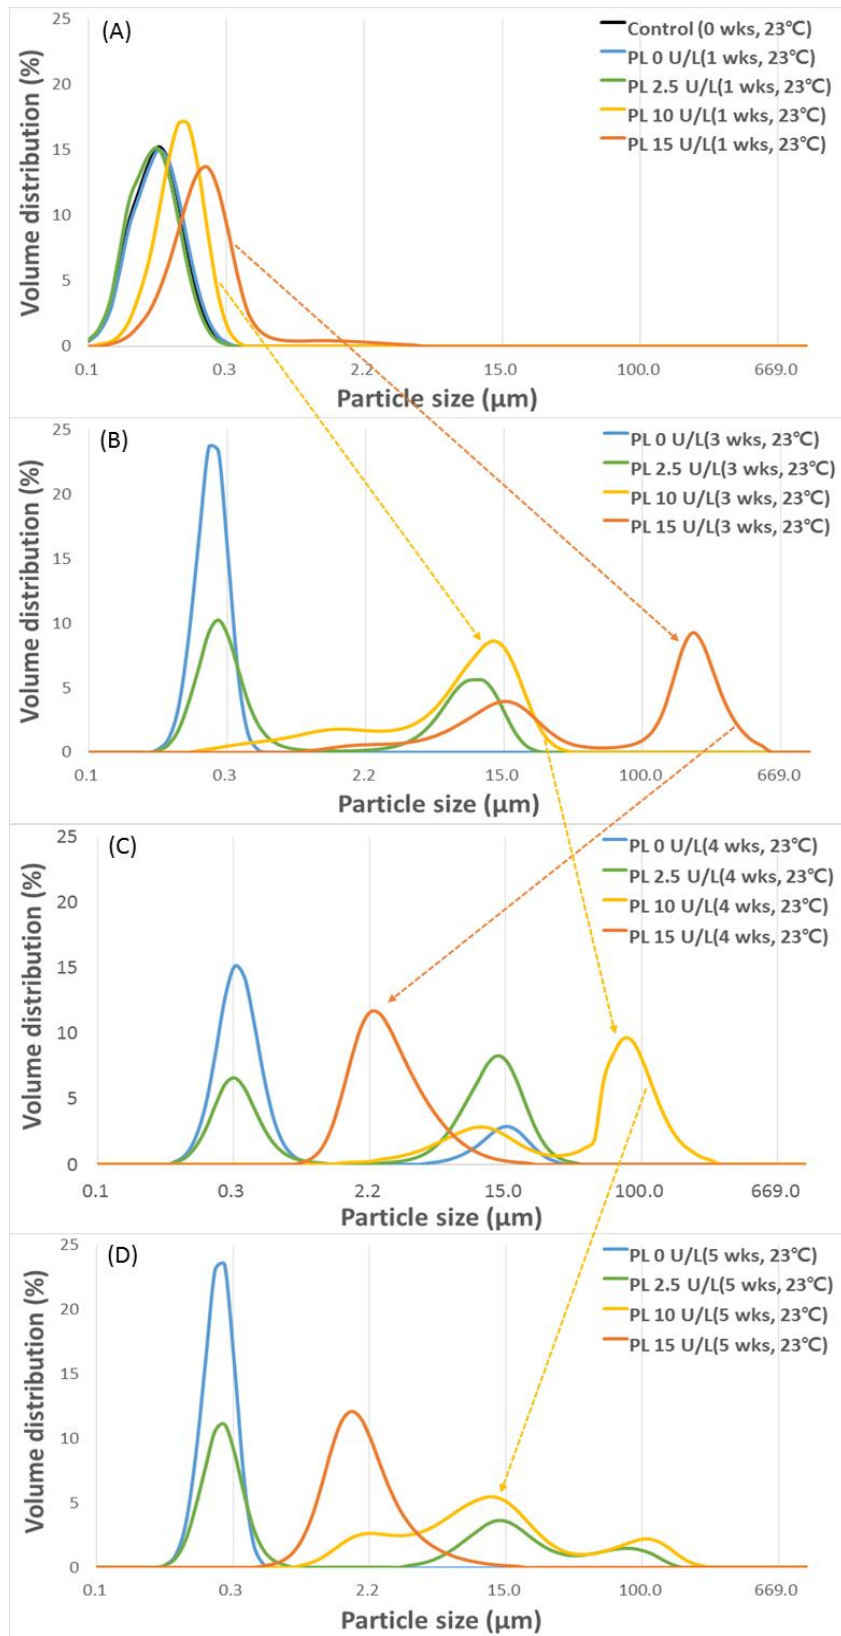 (A)
Control (0 wks, 23℃)
PL 0 U/L(1 wks, 23℃)
PL 2.5 U/L(1 wks, 23℃)
PL 10 U/L(1 wks, 23℃)
PL 15 U/L(1 wks, 23℃)
Volume distribution (%)
25
20
15
10
5
0
0.1 0.3 2.2 15.0 100.0 669.0
Particle size (μm)
(B)
PL 0 U/L(3 wks, 23℃)
PL 2.5 U/L(3 wks, 23℃)
PL 10 U/L(3 wks, 23℃)
PL 15 U/L(3 wks, 23℃)
Volume distribution (%)
25
20
15
10
5
0
0.1 0.3 2.2 15.0 100.0 669.0
Particle size (μm)
(C)
PL 0 U/L(4 wks, 23℃)
PL 2.5 U/L(4 wks, 23℃)
PL 10 U/L(4 wks, 23℃)
PL 15 U/L(4 wks, 23℃)
Volume distribution (%)
25
20
15
10
5
0
0.1 0.3 2.2 15.0 100.0 669.0
Particle size (μm)
(D)
PL 0 U/L(5 wks, 23℃)
PL 2.5 U/L(5 wks, 23℃)
PL 10 U/L(5 wks, 23℃)
PL 15 U/L(5 wks, 23℃)
Volume distribution (%)
25
20
15
10
5
0
0.1 0.3 2.2 15.0 100.0 669.0
Particle size (μm)